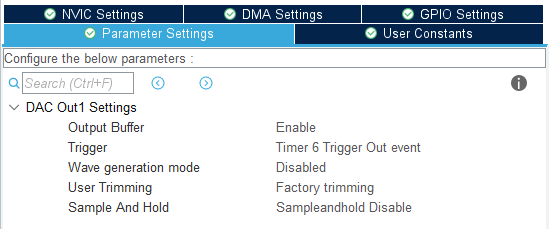 NVIC Settings DMA Settings GPIO Settings
Parameter Settings User Constants
Configure the below parameters :
Search (Ctrl+F)
DAC Out1 Settings
Output Buffer Enable
Trigger Timer 6 Trigger Out event
Wave generation mode Disabled
User Trimming Factory trimming
Sample And Hold Sampleandhold Disable